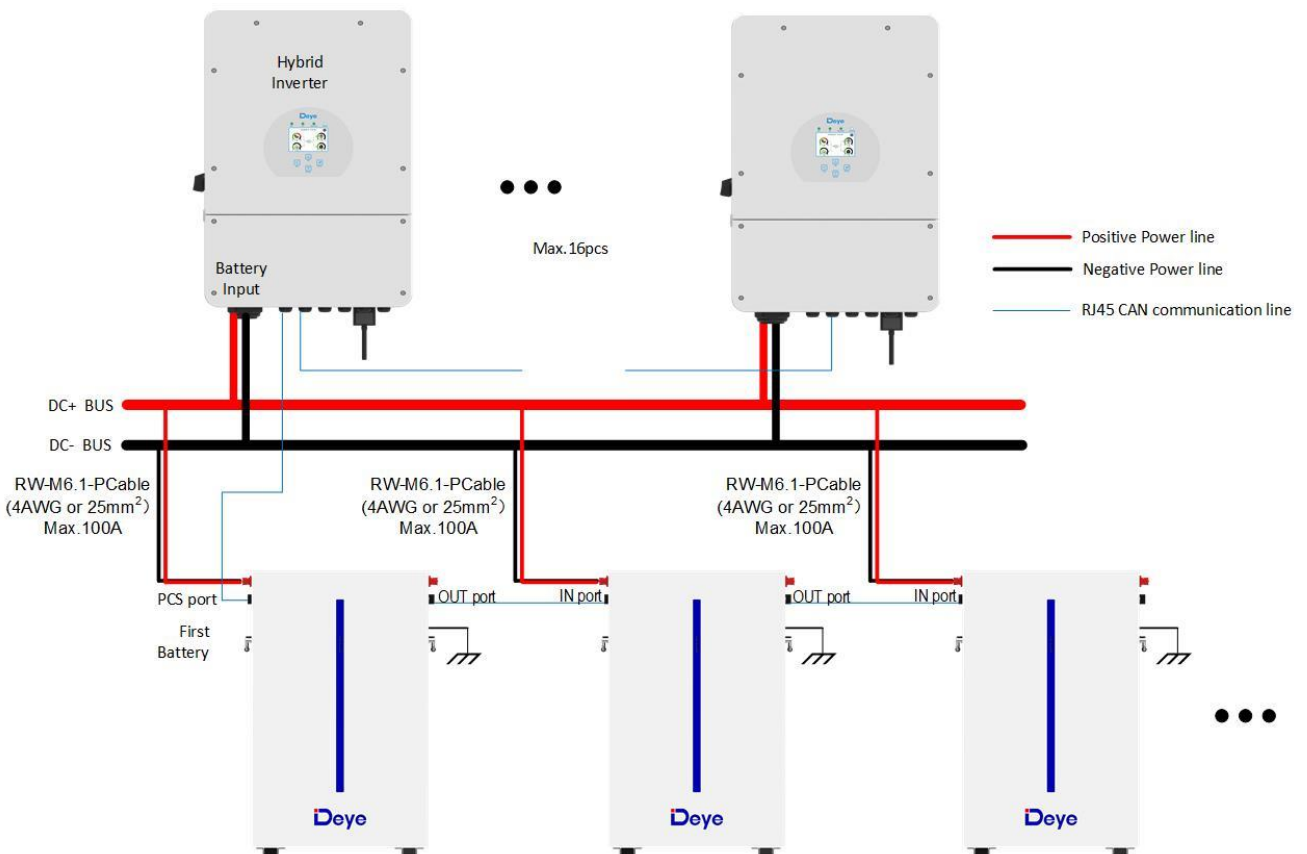 Hybrid
Inverter
Deye
Deye
Max.16pcs
Positive Power line
Negative Power line
RJ45 CAN communication line
Battery
Input
DC+ BUS
DC- BUS
RW-M6.1-PCable
(4AWG or 25mm²)
Max.100A
RW-M6.1-PCable
(4AWG or 25mm²)
Max.100A
RW-M6.1-PCable
(4AWG or 25mm²)
Max.100A
PCS port
OUT port
IN port
OUT port
IN port
First
Battery
Deye
Deye
Deye